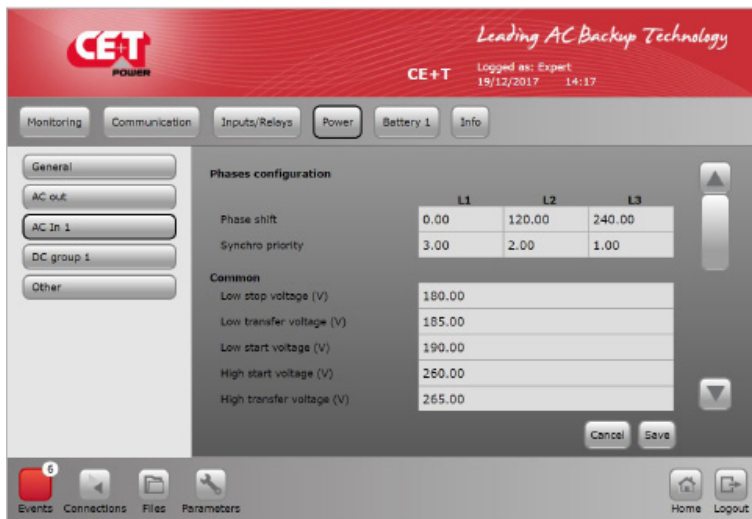 CE+T
POWER
Leading AC Backup Technology
CE+T
Logged as: Expert
19/12/2017 14:17
Monitoring Communication Inputs/Relays Power Battery 1 Info
General
AC out
AC In 1
DC group 1
Other
Phases configuration
L1 L2 L3
Phase shift 0.00 120.00 240.00
Synchro priority 3.00 2.00 1.00
Common
Low stop voltage (V) 180.00
Low transfer voltage (V) 185.00
Low start voltage (V) 190.00
High start voltage (V) 260.00
High transfer voltage (V) 265.00
Cancel Save
6
Events Connections Files Parameters Home Logout